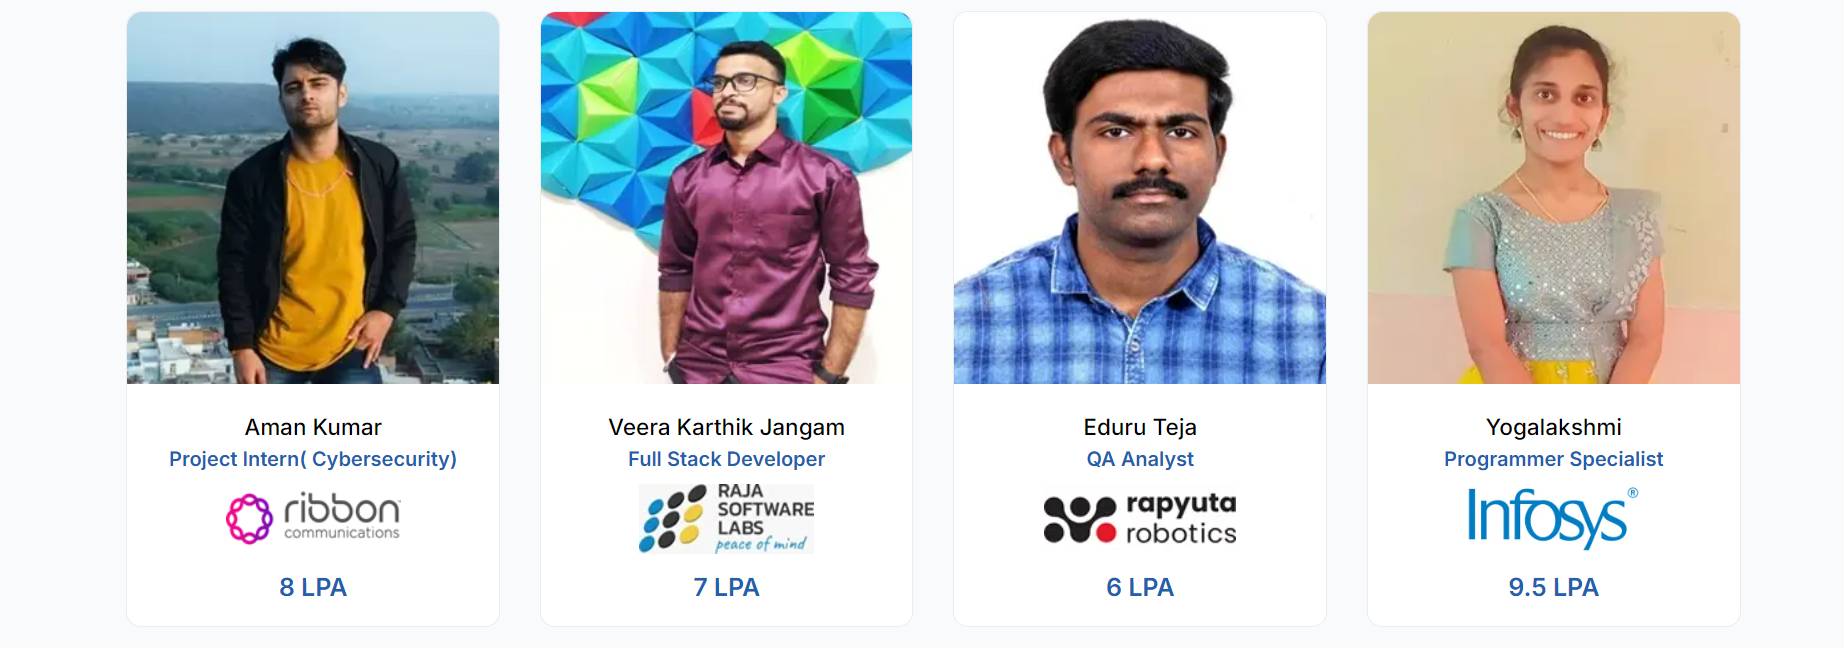 Aman Kumar
Project Intern( Cybersecurity)
ribbon
communications
8 LPA
Veera Karthik Jangam
Full Stack Developer
RAJA
SOFTWARE
LABS
peace of mind
7 LPA
Eduru Teja
QA Analyst
rapyuta
robotics
6 LPA
Yogalakshmi
Programmer Specialist
Infosys®
9.5 LPA